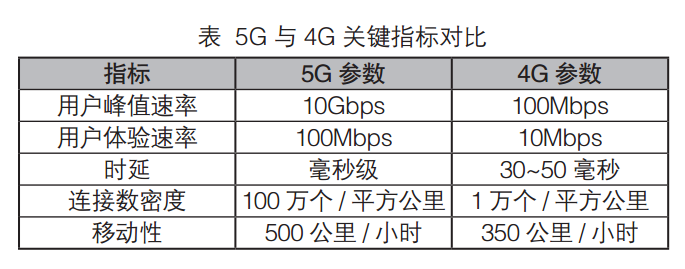 表 5G 与 4G 关键指标对比
指标 5G 参数 4G 参数
用户峰值速率 10Gbps 100Mbps
用户体验速率 100Mbps 10Mbps
时延 毫秒级 30~50 毫秒
连接数密度 100 万个 / 平方公里 1 万个 / 平方公里
移动性 500 公里 / 小时 350 公里 / 小时